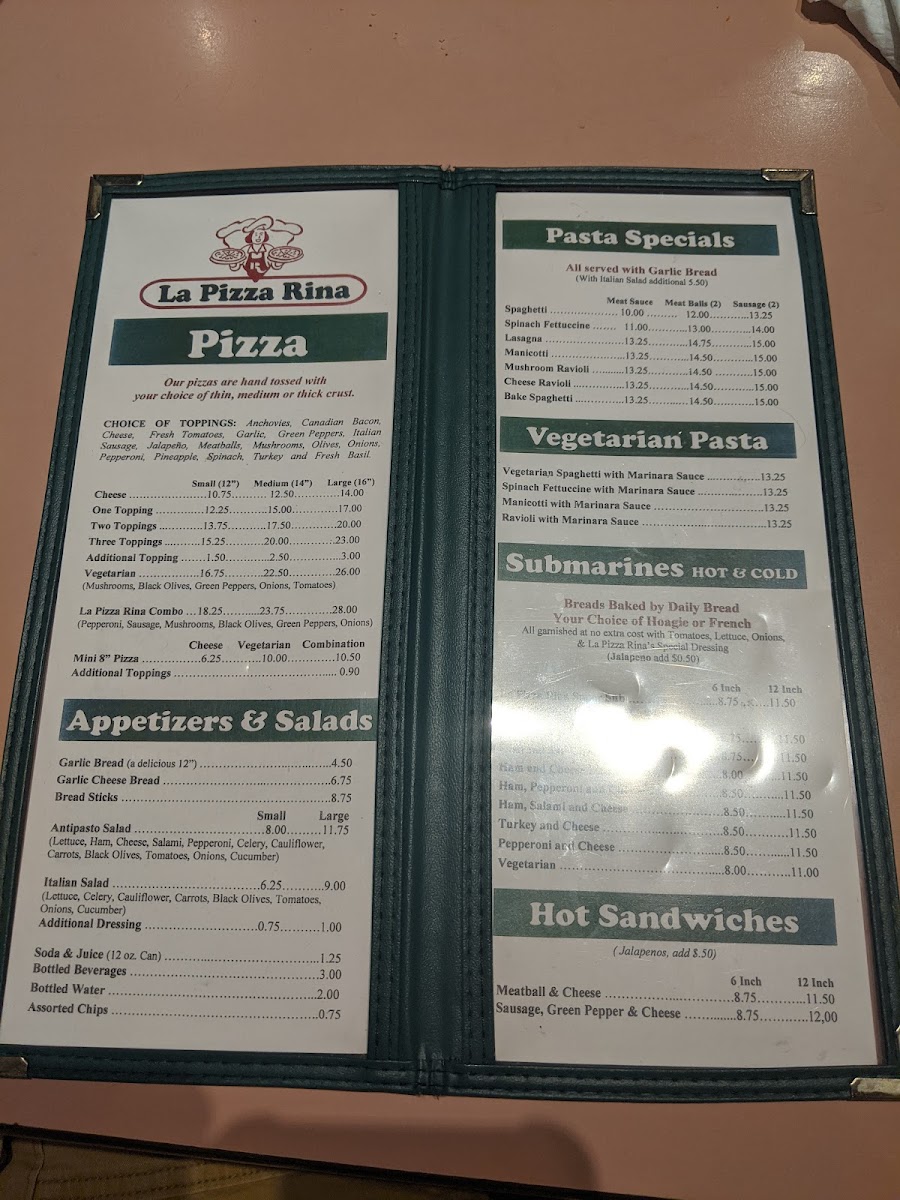 La Pizza Rina
Pizza
Our pizzas are hand tossed with
your choice of thin, medium or thick crust.
CHOICE OF TOPPINGS: Anchovies, Canadian Bacon,
Cheese, Fresh Tomatoes, Garlic, Green Peppers, Italian
Sausage, Jalapeño, Meatballs, Mushrooms, Olives, Onions,
Pepperoni, Pineapple, Spinach, Turkey and Fresh Basil.
Small (12") Medium (14") Large (16")
Cheese 10.75 12.50 14.00
One Topping 12.25 15.00 17.00
Two Toppings 13.75 17.50 20.00
Three Toppings 15.25 20.00 23.00
Additional Topping 1.50 2.50 3.00
Vegetarian 16.75 22.50 26.00
(Mushrooms, Black Olives, Green Peppers, Onions, Tomatoes)
La Pizza Rina Combo 18.25 23.75 28.00
(Pepperoni, Sausage, Mushrooms, Black Olives, Green Peppers, Onions)
Cheese Vegetarian Combination
Mini 8" Pizza 6.25 10.00 10.50
Additional Toppings 0.90
Appetizers & Salads
Garlic Bread (a delicious 12") 4.50
Garlic Cheese Bread 6.75
Bread Sticks 8.75
Small Large
Antipasto Salad 8.00 11.75
(Lettuce, Ham, Cheese, Salami, Pepperoni, Celery, Cauliflower,
Carrots, Black Olives, Tomatoes, Onions, Cucumber)
Italian Salad 6.25 9.00
(Lettuce, Celery, Cauliflower, Carrots, Black Olives, Tomatoes,
Onions, Cucumber)
Additional Dressing 0.75 1.00
Soda & Juice (12 oz. Can) 1.25
Bottled Beverages 3.00
Bottled Water 2.00
Assorted Chips 0.75
Pasta Specials
All served with Garlic Bread
(With Italian Salad additional 5.50)
Meat Sauce Meat Balls (2) Sausage (2)
Spaghetti 10.00 12.00 13.25
Spinach Fettuccine 11.00 13.00 14.00
Lasagna 13.25 14.75 15.00
Manicotti 13.25 14.50 15.00
Mushroom Ravioli 13.25 14.50 15.00
Cheese Ravioli 13.25 14.50 15.00
Bake Spaghetti 13.25 14.50 15.00
Vegetarian Pasta
Vegetarian Spaghetti with Marinara Sauce 13.25
Spinach Fettuccine with Marinara Sauce 13.25
Manicotti with Marinara Sauce 13.25
Ravioli with Marinara Sauce 13.25
Submarines HOT & COLD
Breads Baked by Daily Bread
Your Choice of Hoagie or French
All garnished at no extra cost with Tomatoes, Lettuce, Onions,
& La Pizza Rina's Special Dressing
(Jalapeno add $0.50)
6 Inch 12 Inch
Sub 8.75 11.50
11.50
11.50
Ham and 8.00 11.50
Ham, Pepperoni and 8.50 11.50
Ham, Salami and Cheese 8.50 11.50
Turkey and Cheese 8.50 11.50
Pepperoni and Cheese 8.50 11.50
Vegetarian 8.00 11.00
Hot Sandwiches
( Jalapenos, add $.50)
6 Inch 12 Inch
Meatball & Cheese 8.75 11.50
Sausage, Green Pepper & Cheese 8.75 12,00